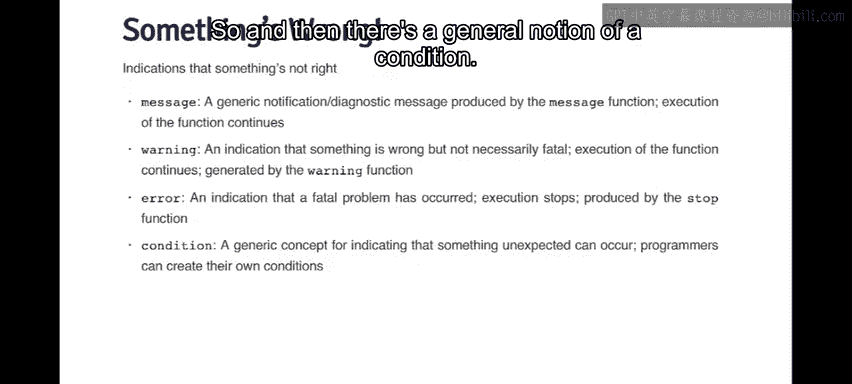 Something's Wrong!
So and then there's a general notion of a
condition.
Indications that something's not right
· message: A generic notification/diagnostic message produced by the message function; execution
of the function continues
· warning: An indication that something is wrong but not necessarily fatal; execution of the function
continues; generated by the warning function
· error: An indication that a fatal problem has occurred; execution stops; produced by the stop
function
· condition: A generic concept for indicating that something unexpected can occur; programmers
can create their own conditions